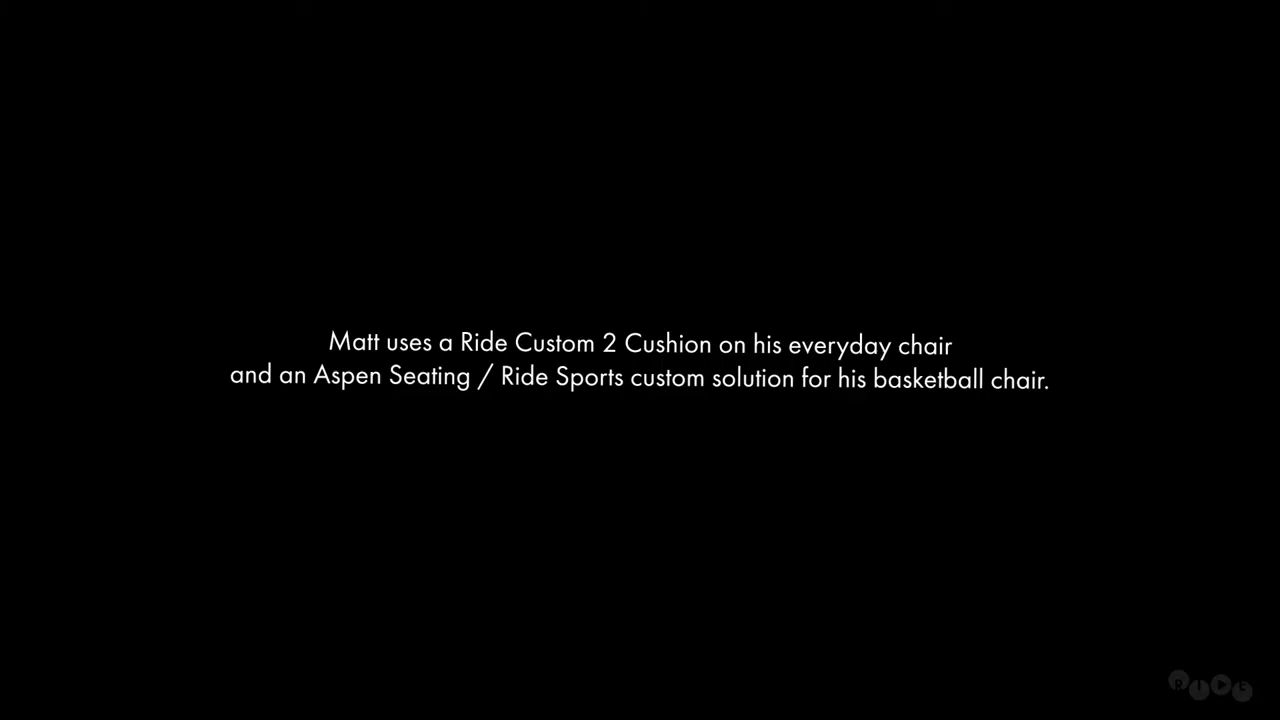 Matt uses a Ride Custom 2 Cushion on his everyday chair
and an Aspen Seating / Ride Sports custom solution for his basketball chair.